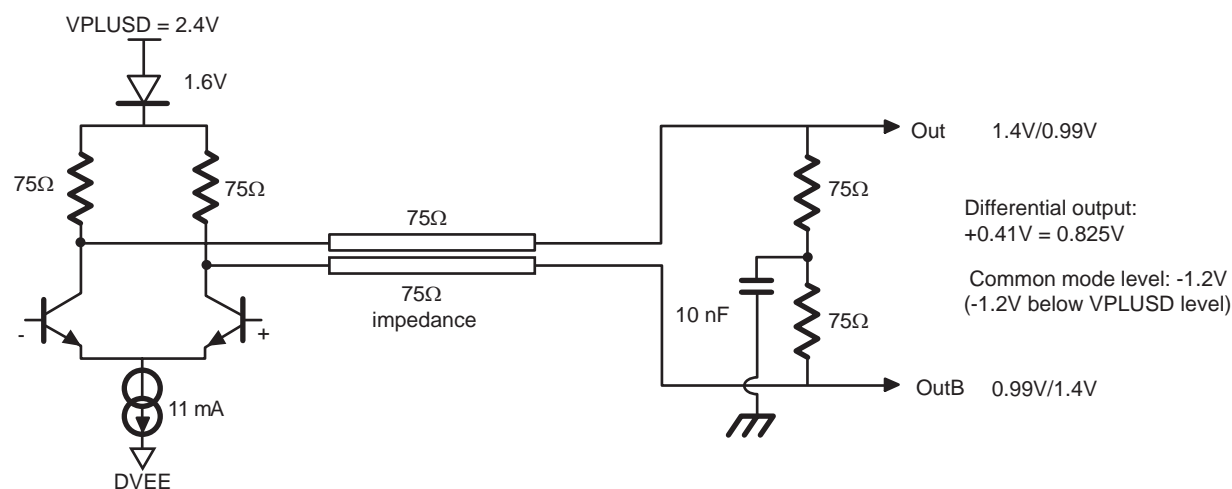 VPLUSD = 2.4V
1.6V
75Ω
75Ω
75Ω
75Ω
impedance
-
+
11 mA
DVEE
Out 1.4V/0.99V
75Ω
10 nF
75Ω
OutB 0.99V/1.4V
Differential output:
+0.41V = 0.825V
Common mode level: -1.2V
(-1.2V below VPLUSD level)